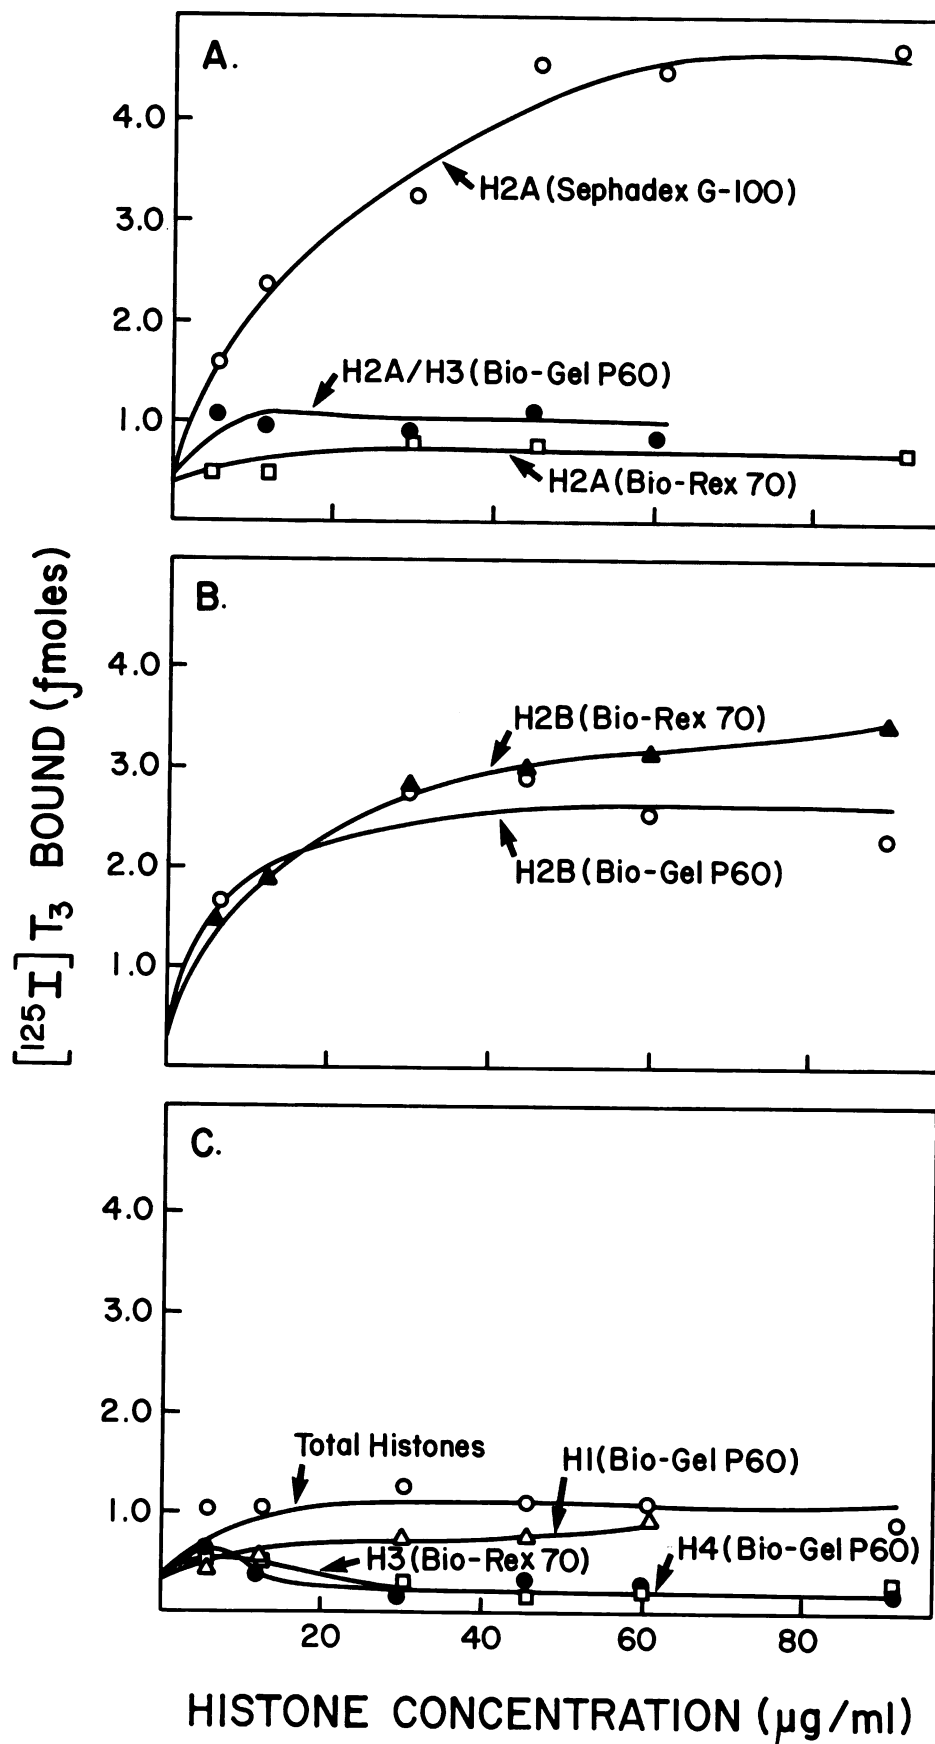 A.
4.0
H2A (Sephadex G-100)
3.0
2.0
H2A/H3 (Bio-Gel P60)
1.0
H2A (Bio-Rex 70)
[¹²⁵I] T₃ BOUND (fmoles)
B.
4.0
H2B (Bio-Rex 70)
3.0
2.0
H2B (Bio-Gel P60)
1.0
C.
4.0
3.0
2.0
Total Histones
H1 (Bio-Gel P60)
1.0
H3 (Bio-Rex 70)
H4 (Bio-Gel P60)
20 40 60 80
HISTONE CONCENTRATION (μg/ml)